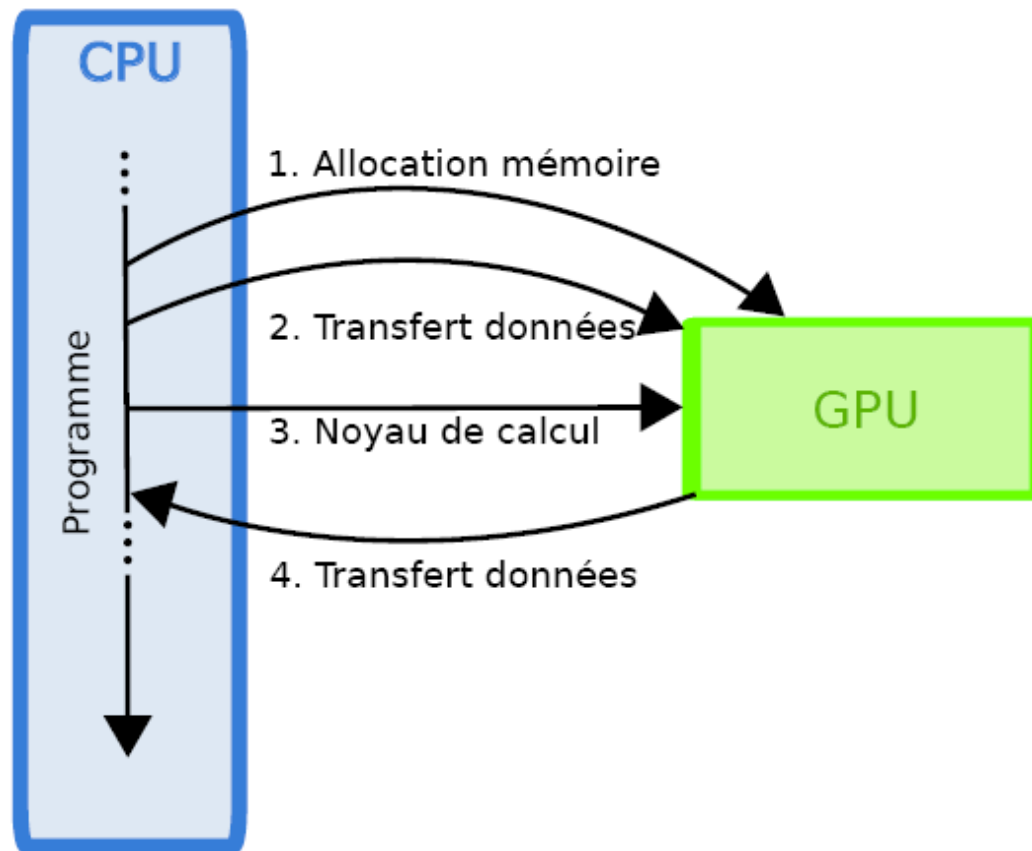 CPU
1. Allocation mémoire
2. Transfert données
Programme
GPU
3. Noyau de calcul
4. Transfert données